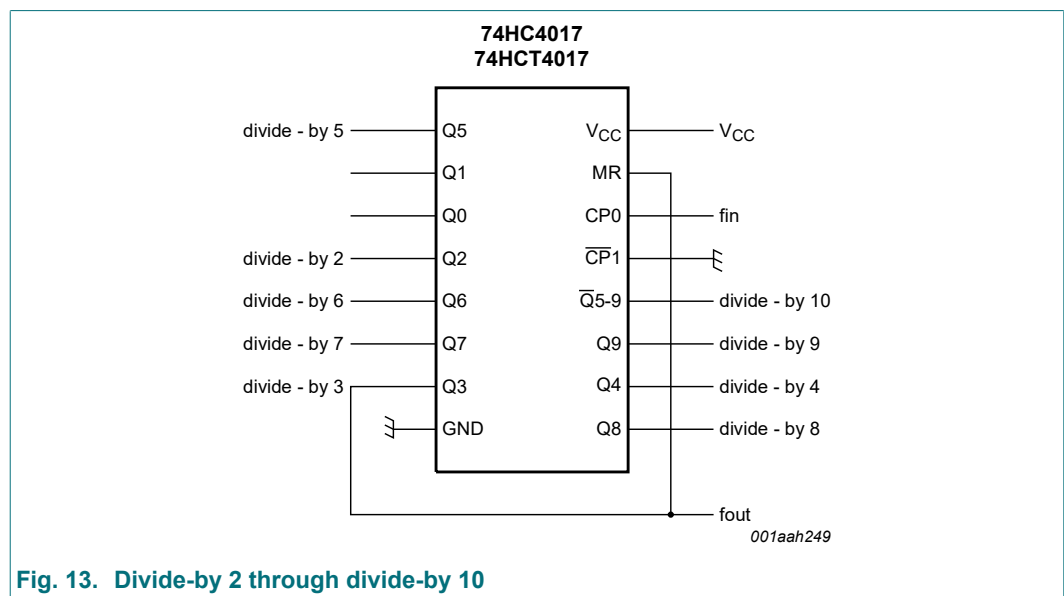 74HC4017
74HCT4017
divide - by 5 Q5 VCC VCC
Q1 MR
Q0 CP0 fin
divide - by 2 Q2 C̅P̅1
divide - by 6 Q6 Q̅5-9 divide - by 10
divide - by 7 Q7 Q9 divide - by 9
divide - by 3 Q3 Q4 divide - by 4
GND Q8 divide - by 8
fout
001aah249
Fig. 13. Divide-by 2 through divide-by 10